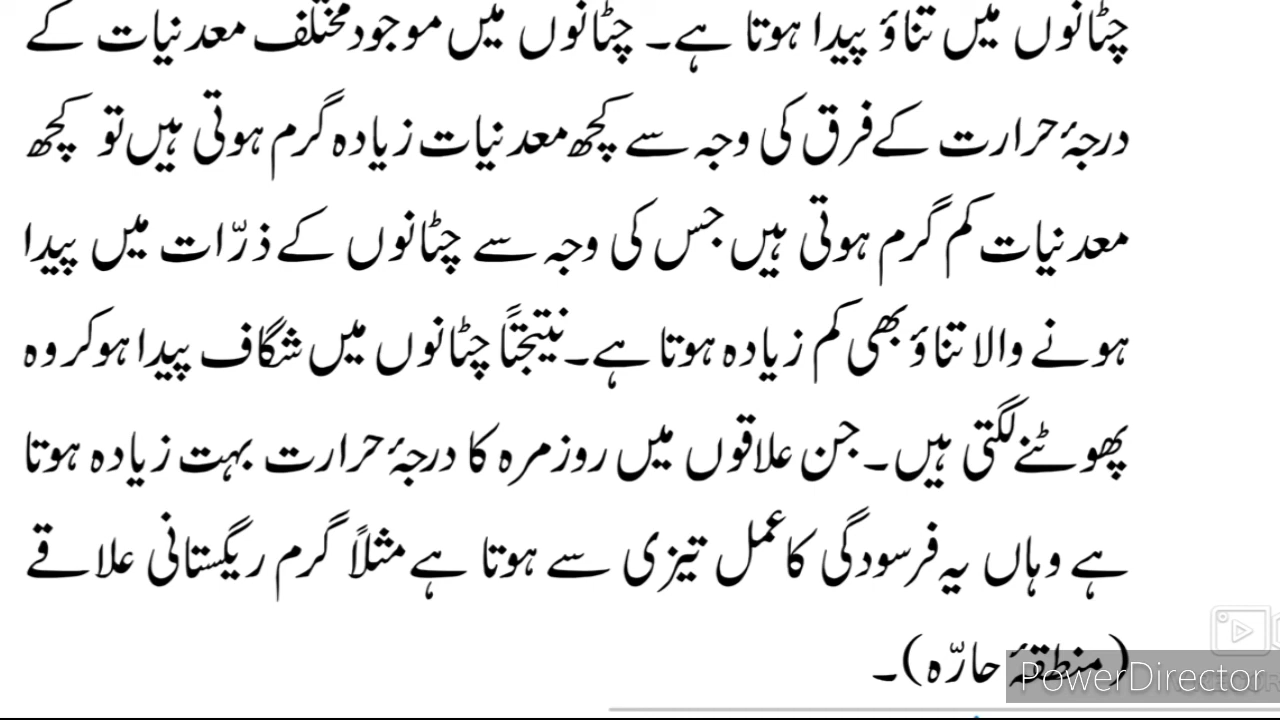 چٹانوں میں تناؤ پیدا ہوتا ہے۔ چٹانوں میں موجود مختلف معدنیات کے
درجۂ حرارت کے فرق کی وجہ سے کچھ معدنیات زیادہ گرم ہوتی ہیں تو کچھ
معدنیات کم گرم ہوتی ہیں جس کی وجہ سے چٹانوں کے ذرّات میں پیدا
ہونے والا تناؤ بھی کم زیادہ ہوتا ہے۔ نتیجتاً چٹانوں میں شگاف پیدا ہوکر وہ
پھوٹنے لگتی ہیں۔ جن علاقوں میں روزمرہ کا درجۂ حرارت بہت زیادہ ہوتا
ہے وہاں یہ فرسودگی کا عمل تیزی سے ہوتا ہے مثلاً گرم ریگستانی علاقے
(منطقۂ حارّہ)۔
PowerDirector